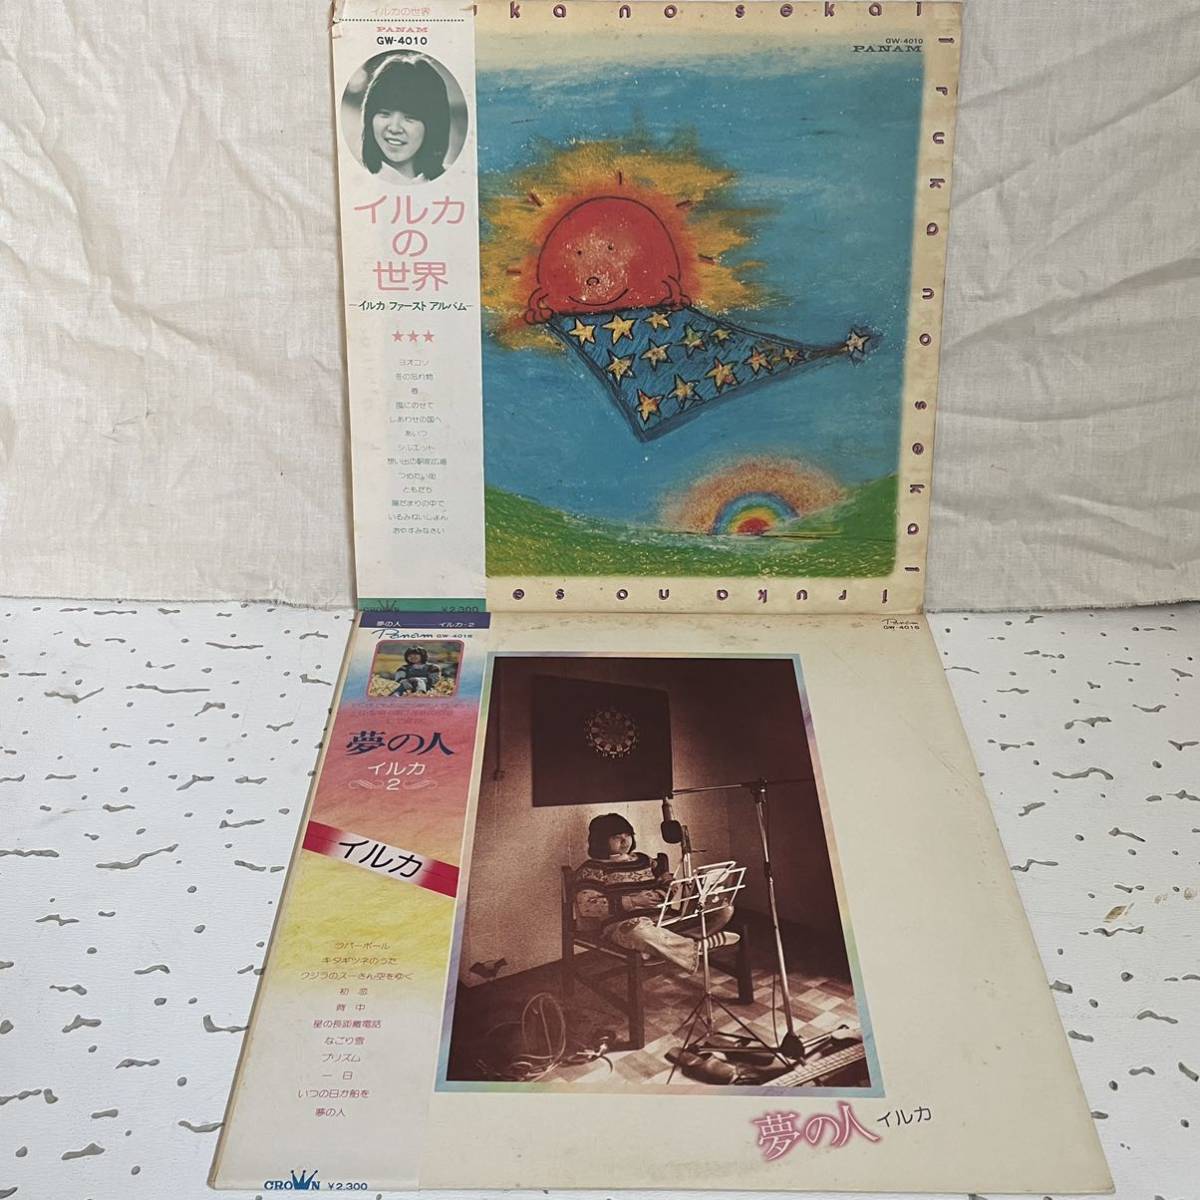 イルカの世界
PANAM
GW-4010
イルカ
の
世界
―イルカ・ファースト アルバム―
★★★
ヨオコソ
冬の忘れ物
春
風にのせて
しあわせの国へ
あいつ
シルエット
想い出の駅前広場
つめたい雨
ともだち
陽だまりの中で
いるみねいしょん
おやすみなさい
CROWN ¥2,300
uka no sekai
GW-4010
PANAM
iruka no sekai
iruka no se
夢の人 イルカ・2
Panam GW-4016
夢の人
イルカ
2
イルカ
ラバーボール
キタキツネのうた
クジラのスーさん空をゆく
初恋
背中
星の長距離電話
なごり雪
プリズム
一日
いつの日か船を
夢の人
CROWN ¥2,300
Panam
GW-4016
夢の人 イルカ